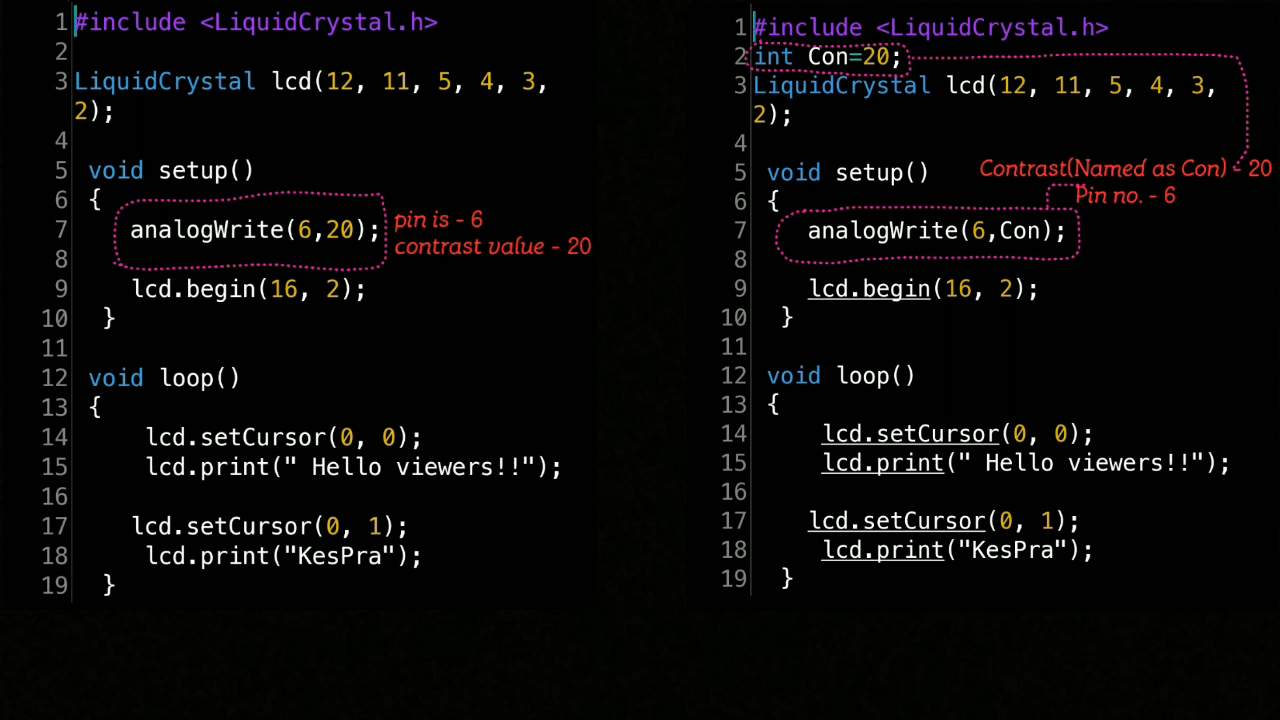 1 #include <LiquidCrystal.h>
2
3 LiquidCrystal lcd(12, 11, 5, 4, 3,
2);
4
5 void setup()
6 {
7 analogWrite(6,20);
pin is - 6
contrast value - 20
8
9 lcd.begin(16, 2);
10 }
11
12 void loop()
13 {
14 lcd.setCursor(0, 0);
15 lcd.print(" Hello viewers!!");
16
17 lcd.setCursor(0, 1);
18 lcd.print("KesPra");
19 }
1 #include <LiquidCrystal.h>
2 int Con=20;
3 LiquidCrystal lcd(12, 11, 5, 4, 3,
2);
4
5 void setup()
Contrast(Named as Con) - 20
Pin no. - 6
6 {
7 analogWrite(6,Con);
8
9 lcd.begin(16, 2);
10 }
11
12 void loop()
13 {
14 lcd.setCursor(0, 0);
15 lcd.print(" Hello viewers!!");
16
17 lcd.setCursor(0, 1);
18 lcd.print("KesPra");
19 }